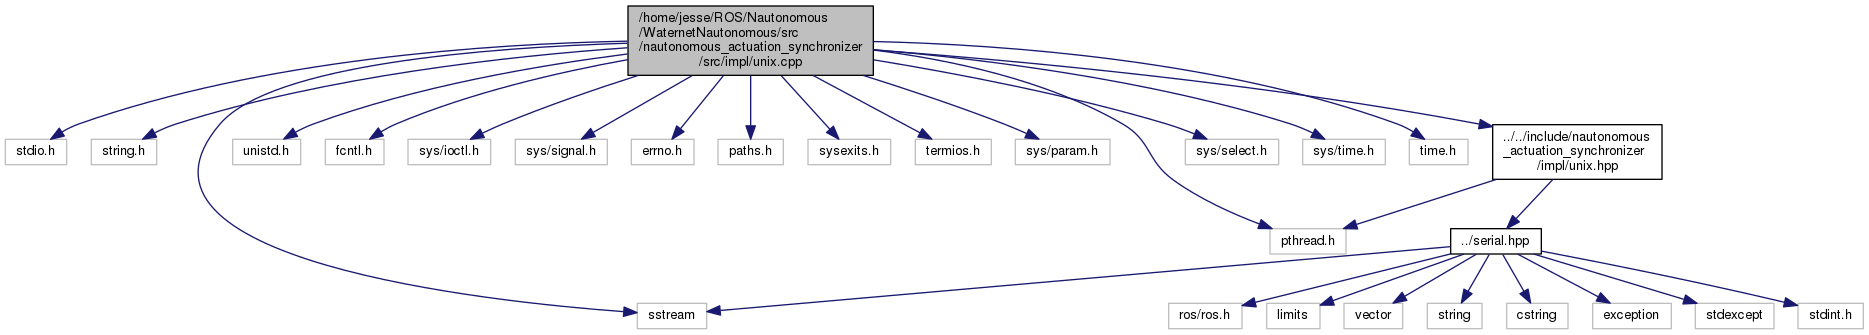 /home/jesse/ROS/Nautonomous
/WaternetNautonomous/src
/nautonomous_actuation_synchronizer
/src/impl/unix.cpp
stdio.h
string.h
unistd.h
fcntl.h
sys/ioctl.h
sys/signal.h
errno.h
paths.h
sysexits.h
termios.h
sys/param.h
sys/select.h
sys/time.h
time.h
../../include/nautonomous
_actuation_synchronizer
/impl/unix.hpp
pthread.h
../serial.hpp
sstream
ros/ros.h
limits
vector
string
cstring
exception
stdexcept
stdint.h